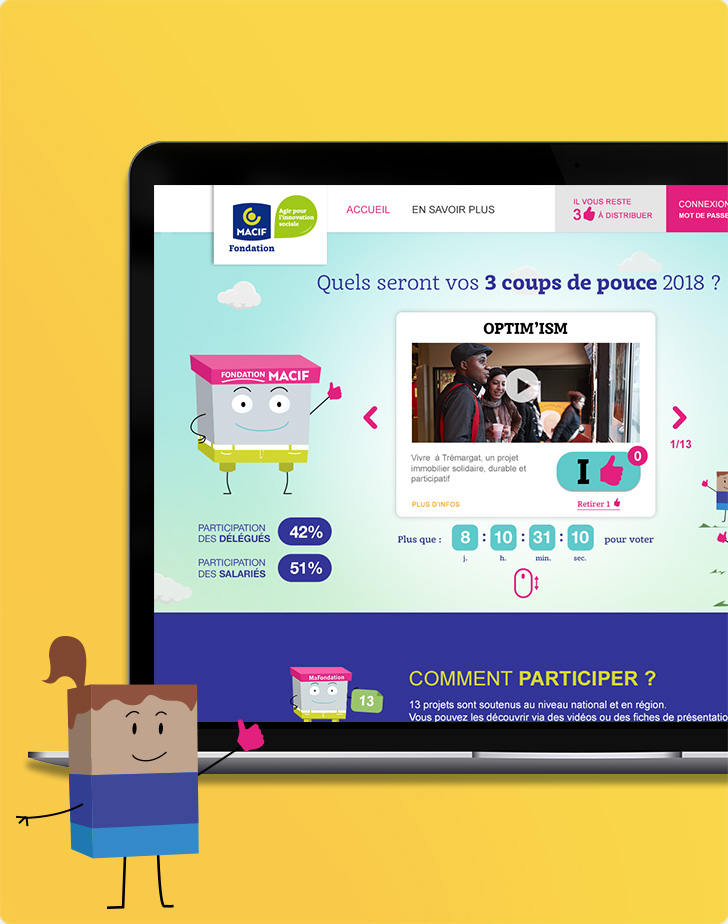 MACIF
Fondation
Agir pour
l'innovation
sociale
ACCUEIL
EN SAVOIR PLUS
IL VOUS RESTE
3 À DISTRIBUER
CONNEXION
MOT DE PASSE
Quels seront vos 3 coups de pouce 2018 ?
FONDATION MACIF
OPTIM'ISM
Vivre à Trémargat, un projet
immobilier solidaire, durable et
participatif
I
0
PLUS D'INFOS
Retirer 1
1/13
PARTICIPATION
DES DÉLÉGUÉS
42%
PARTICIPATION
DES SALARIÉS
51%
Plus que : 8 : 10 : 31 : 10 pour voter
j. h. min. sec.
MaFondation
13
COMMENT PARTICIPER ?
13 projets sont soutenus au niveau national et en région.
Vous pouvez les découvrir via des vidéos ou des fiches de présentatio